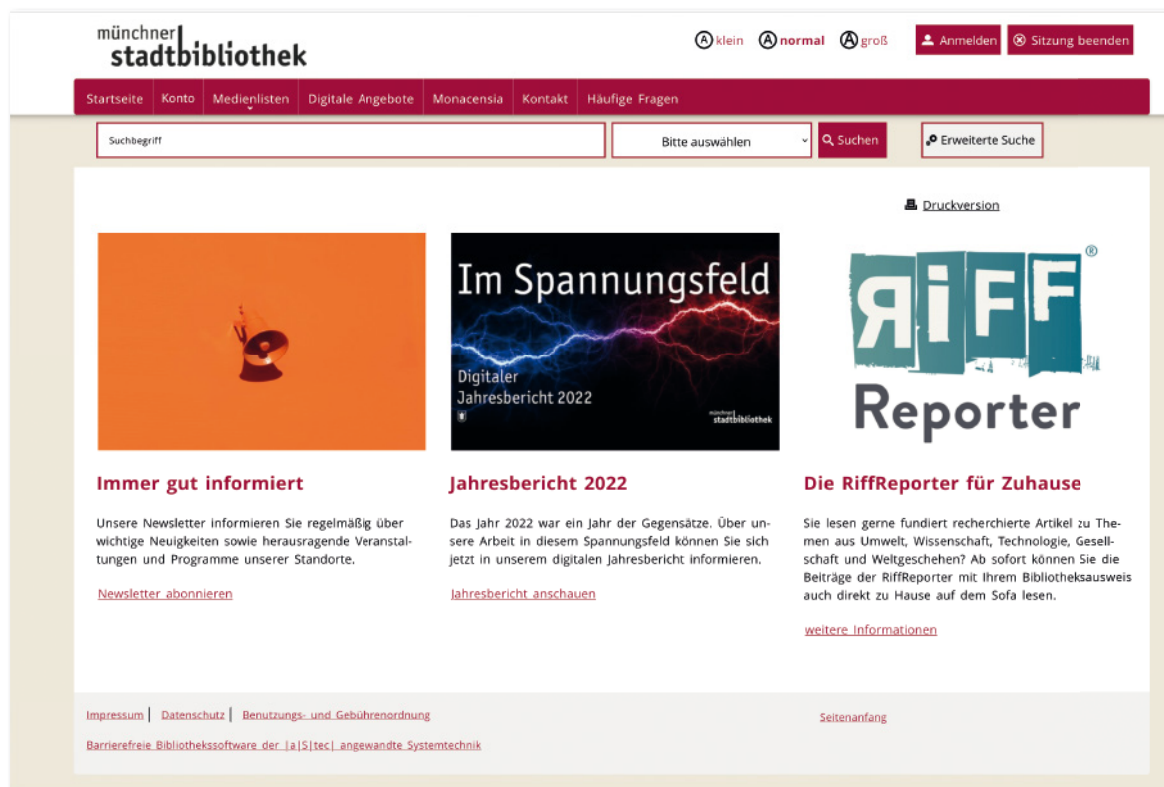 münchner
stadtbibliothek
klein normal groß
Anmelden
Sitzung beenden
Startseite Konto Medienlisten Digitale Angebote Monacensia Kontakt Häufige Fragen
Suchbegriff
Bitte auswählen
Suchen
Erweiterte Suche
Druckversion
Im Spannungsfeld
Digitaler
Jahresbericht 2022
münchner
stadtbibliothek
RiFF®
Reporter
Immer gut informiert
Unsere Newsletter informieren Sie regelmäßig über
wichtige Neuigkeiten sowie herausragende Veranstal-
tungen und Programme unserer Standorte.
Newsletter abonnieren
Jahresbericht 2022
Das Jahr 2022 war ein Jahr der Gegensätze. Über un-
sere Arbeit in diesem Spannungsfeld können Sie sich
jetzt in unserem digitalen Jahresbericht informieren.
Jahresbericht anschauen
Die RiffReporter für Zuhause
Sie lesen gerne fundiert recherchierte Artikel zu The-
men aus Umwelt, Wissenschaft, Technologie, Gesell-
schaft und Weltgeschehen? Ab sofort können Sie die
Beiträge der RiffReporter mit Ihrem Bibliotheksausweis
auch direkt zu Hause auf dem Sofa lesen.
weitere Informationen
Impressum | Datenschutz | Benutzungs- und Gebührenordnung
Seitenanfang
Barrierefreie Bibliothekssoftware der |a|S|tec| angewandte Systemtechnik